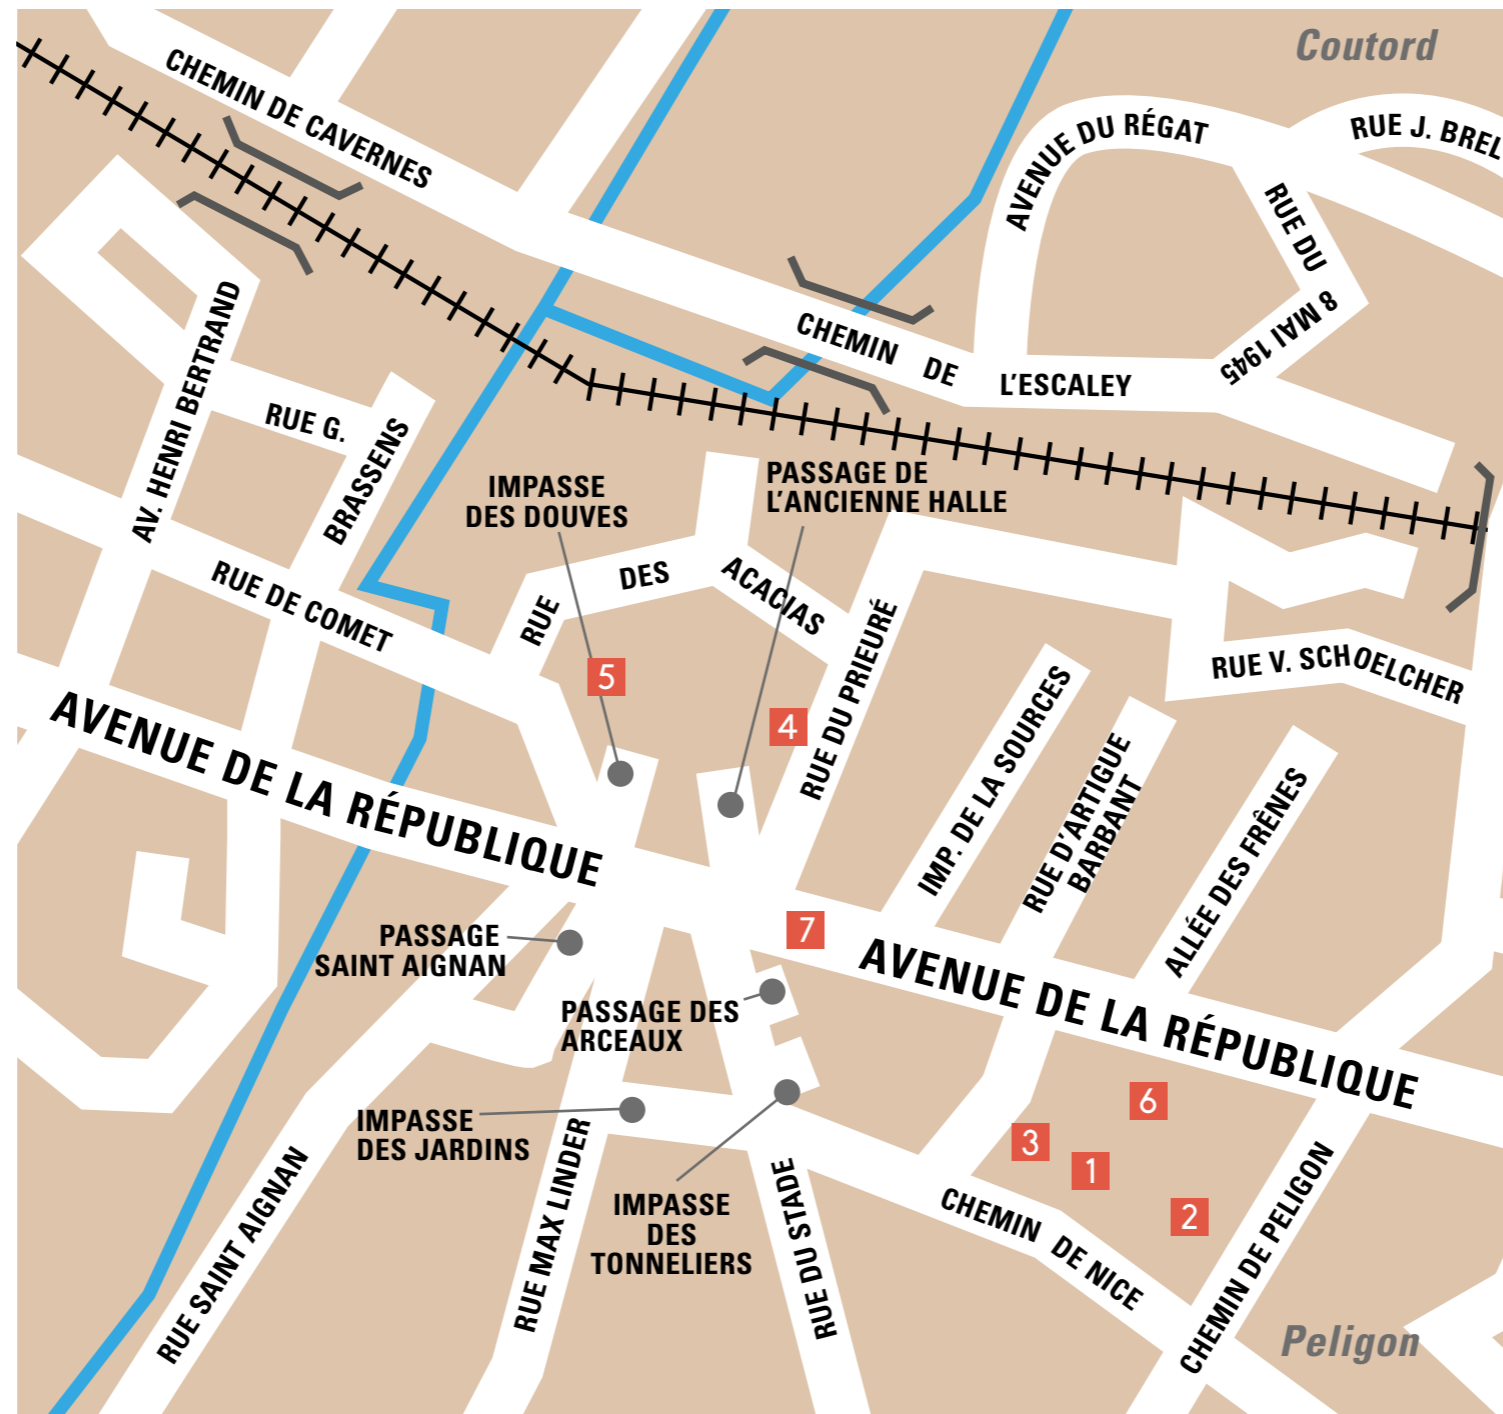 Coutord
CHEMIN DE CAVERNES
AVENUE DU RÉGAT
RUE J. BREL
RUE DU
8 MAI 1945
CHEMIN DE L'ESCALEY
AV. HENRI BERTRAND
RUE G.
BRASSENS
IMPASSE
DES DOUVES
PASSAGE DE
L'ANCIENNE HALLE
RUE DE COMET
RUE DES ACACIAS
RUE DU PRIEURÉ
RUE V. SCHOELCHER
5
4
IMP. DE LA SOURCES
RUE D'ARTIGUE
BARBANT
ALLÉE DES FRÊNES
AVENUE DE LA RÉPUBLIQUE
7
AVENUE DE LA RÉPUBLIQUE
PASSAGE
SAINT AIGNAN
PASSAGE DES
ARCEAUX
IMPASSE
DES JARDINS
6
3
1
2
RUE SAINT AIGNAN
RUE MAX LINDER
IMPASSE
DES
TONNELIERS
RUE DU STADE
CHEMIN DE NICE
CHEMIN DE PELIGON
Peligon